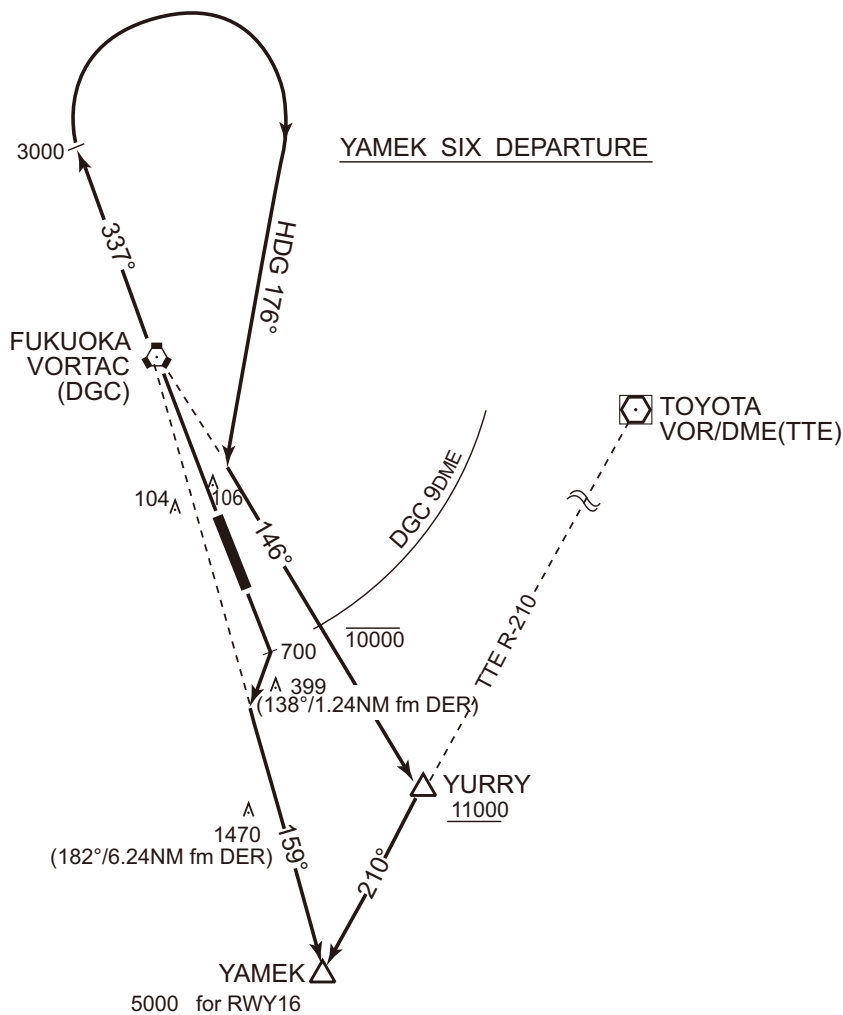 YAMEK SIX DEPARTURE
3000
337°
HDG 176°
FUKUOKA
VORTAC
(DGC)
TOYOTA
VOR/DME(TTE)
104
106
DGC 9DME
146°
10000
700
TTE R-210
399
(138°/1.24NM fm DER)
YURRY
11000
1470
(182°/6.24NM fm DER)
159°
210°
YAMEK
5000 for RWY16